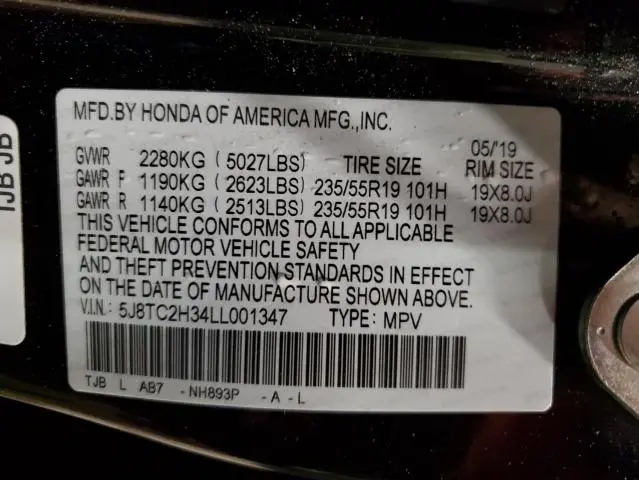 MFD.BY HONDA OF AMERICA MFG.,INC.
05/'19
GVWR 2280KG (5027LBS) TIRE SIZE RIM SIZE
GAWR F 1190KG (2623LBS) 235/55R19 101H 19X8.0J
GAWR R 1140KG (2513LBS) 235/55R19 101H 19X8.0J
THIS VEHICLE CONFORMS TO ALL APPLICABLE
FEDERAL MOTOR VEHICLE SAFETY
AND THEFT PREVENTION STANDARDS IN EFFECT
ON THE DATE OF MANUFACTURE SHOWN ABOVE.
V.I.N.: 5J8TC2H34LL001347 TYPE: MPV
TJB L AB7 - NH893P - A - L
TJB JB